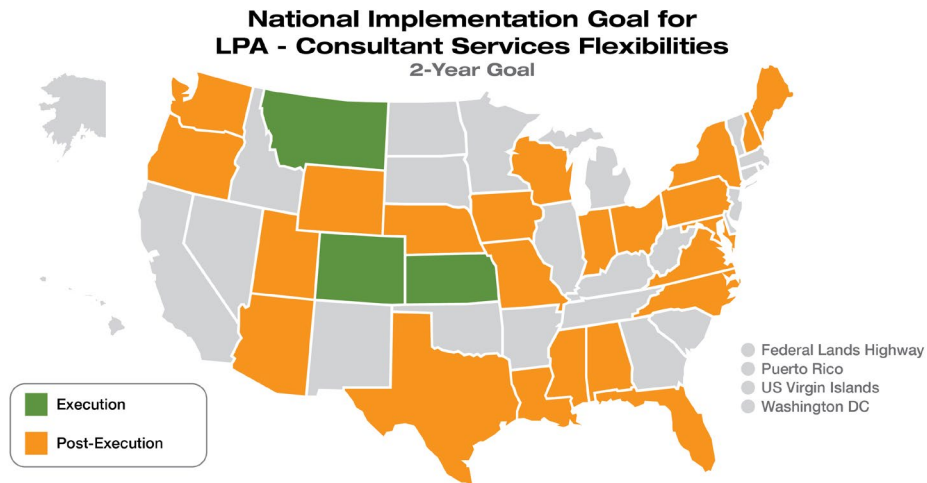 National Implementation Goal for
LPA - Consultant Services Flexibilities
2-Year Goal
Federal Lands Highway
Puerto Rico
US Virgin Islands
Washington DC
Execution
Post-Execution